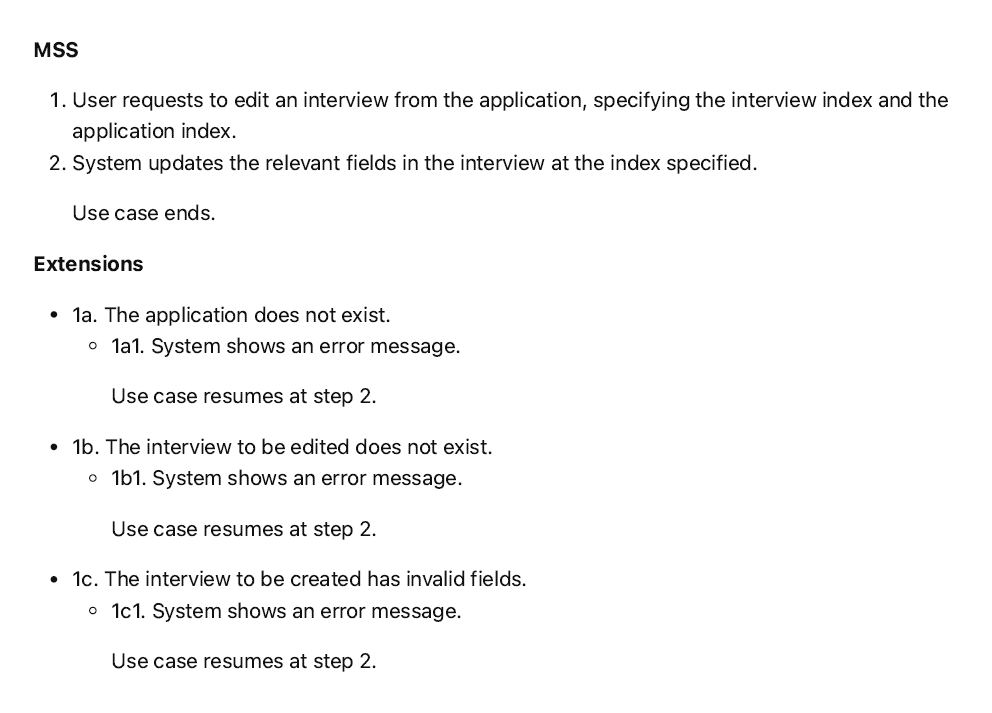 MSS
1. User requests to edit an interview from the application, specifying the interview index and the
application index.
2. System updates the relevant fields in the interview at the index specified.
Use case ends.
Extensions
• 1a. The application does not exist.
◦ 1a1. System shows an error message.
Use case resumes at step 2.
• 1b. The interview to be edited does not exist.
◦ 1b1. System shows an error message.
Use case resumes at step 2.
• 1c. The interview to be created has invalid fields.
◦ 1c1. System shows an error message.
Use case resumes at step 2.